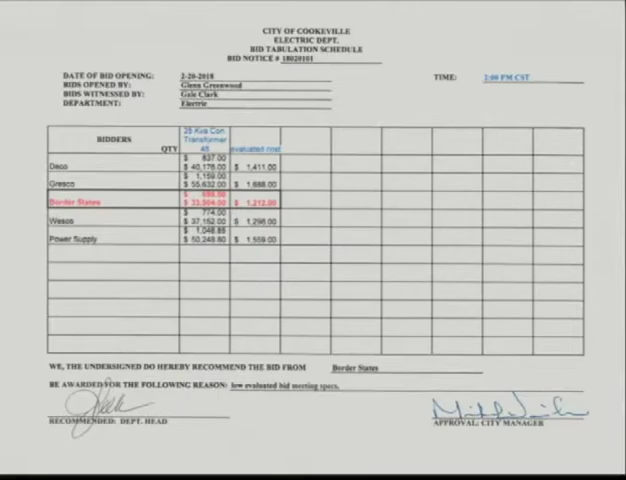 CITY OF COOKEVILLE
ELECTRIC DEPT.
BID TABULATION SCHEDULE
BID NOTICE # 18020101
DATE OF BID OPENING: 2-20-2018 TIME: 2:00 PM CST
BIDS OPENED BY: Glenn Greenwood
BIDS WITNESSED BY: Gale Clark
DEPARTMENT: Electric
25 Kva Con
BIDDERS Transformer
QTY 48 evaluated cost
$ 837.00
Deco $ 40,176.00 $ 1,411.00
$ 1,159.00
Gresco $ 55,632.00 $ 1,688.00
$
Border States $ $ 1,212.00
$ 774.00
Wesco $ 37,152.00 $ 1,298.00
$ 1,046.85
Power Supply $ 50,248.80 $ 1,559.00
WE, THE UNDERSIGNED DO HEREBY RECOMMEND THE BID FROM Border States
BE AWARDED FOR THE FOLLOWING REASON: low evaluated bid meeting specs.
RECOMMENDED: DEPT. HEAD
APPROVAL: CITY MANAGER